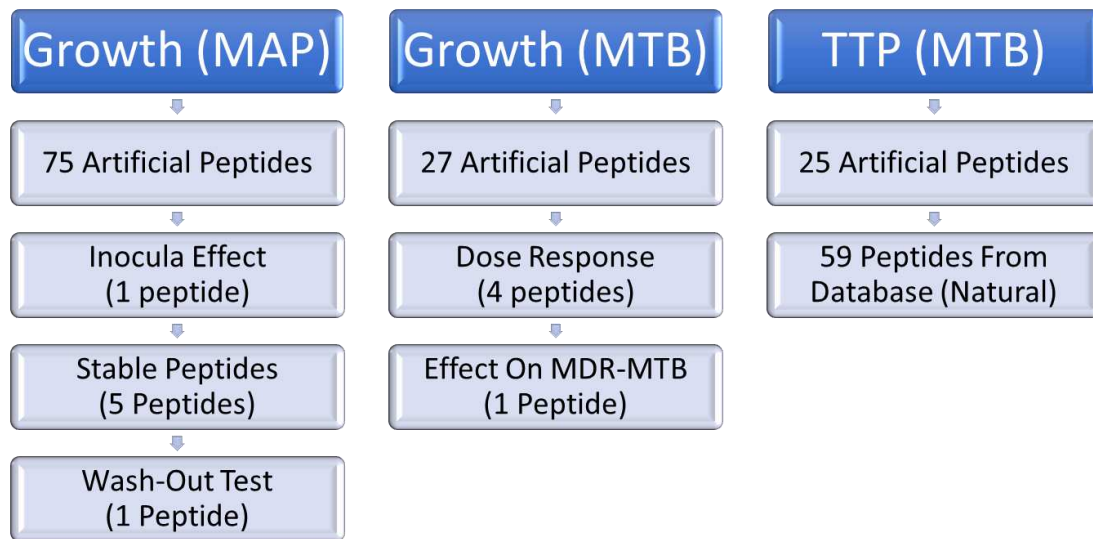 Growth (MAP)
75 Artificial Peptides
Inocula Effect
(1 peptide)
Stable Peptides
(5 Peptides)
Wash-Out Test
(1 Peptide)
Growth (MTB)
27 Artificial Peptides
Dose Response
(4 peptides)
Effect On MDR-MTB
(1 Peptide)
TTP (MTB)
25 Artificial Peptides
59 Peptides From
Database (Natural)